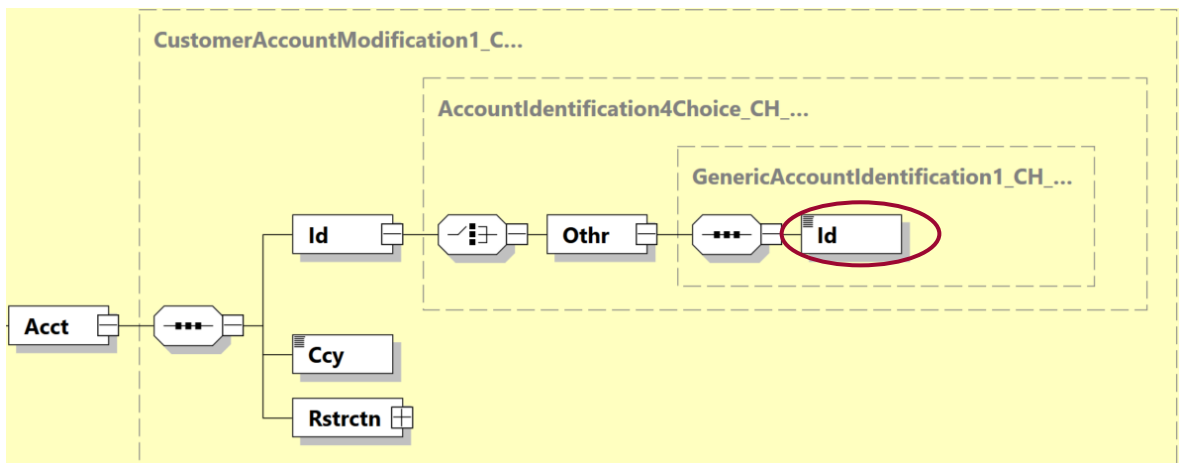 CustomerAccountModification1_C...
AccountIdentification4Choice_CH_...
GenericAccountIdentification1_CH_...
Id
Othr
Id
Acct
Ccy
Rstrctn